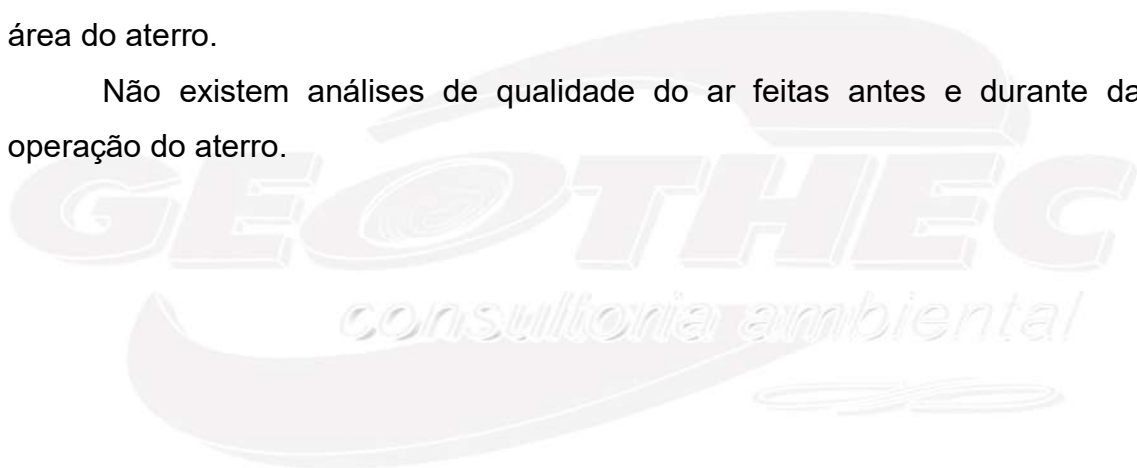 área do aterro.
Não existem análises de qualidade do ar feitas antes e durante da
operação do aterro.
GEOTHEC
consultoria ambiental